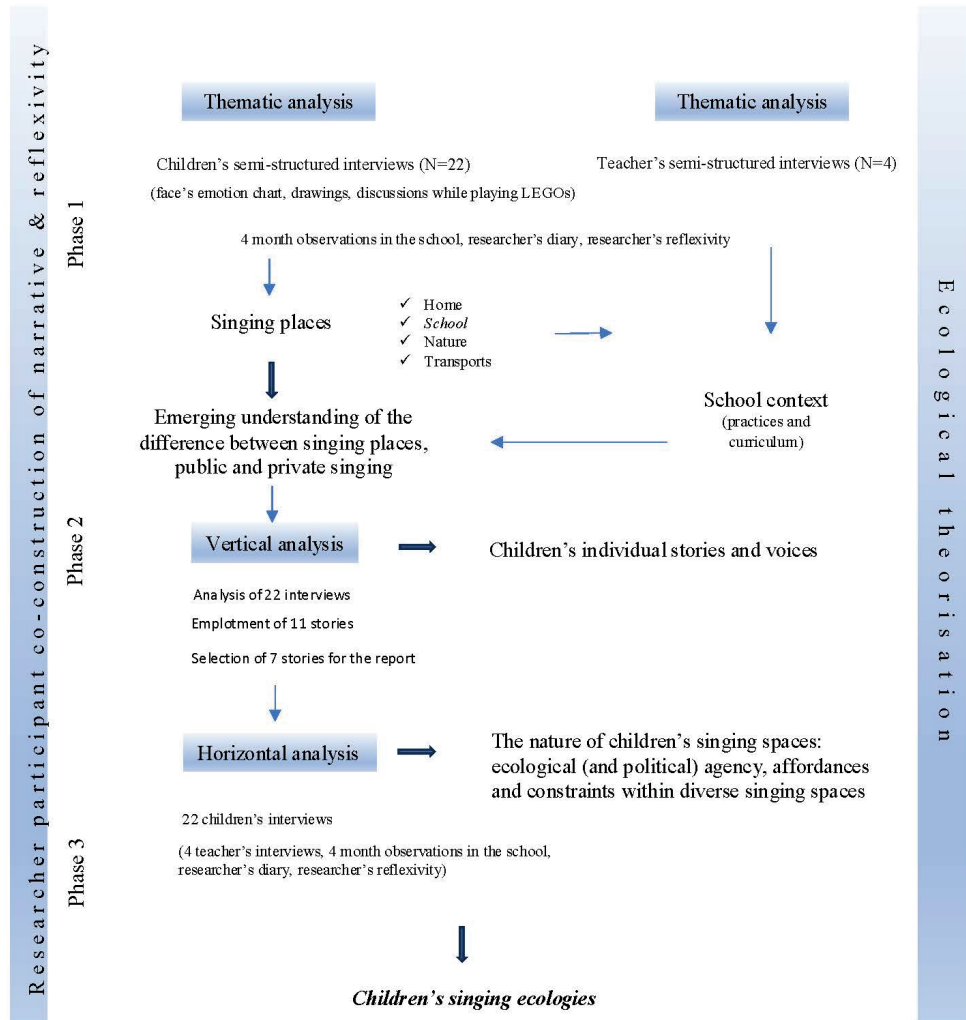 Researcher participant co-construction of narrative & reflexivity
Phase 1
Thematic analysis
Thematic analysis
Children's semi-structured interviews (N=22)
(face's emotion chart, drawings, discussions while playing LEGOs)
Teacher's semi-structured interviews (N=4)
4 month observations in the school, researcher's diary, researcher's reflexivity
Singing places
✓ Home
✓ School
✓ Nature
✓ Transports
School context
(practices and
curriculum)
Emerging understanding of the
difference between singing places,
public and private singing
Phase 2
Vertical analysis
Children's individual stories and voices
Analysis of 22 interviews
Emplotment of 11 stories
Selection of 7 stories for the report
Horizontal analysis
The nature of children's singing spaces:
ecological (and political) agency, affordances
and constraints within diverse singing spaces
Phase 3
22 children's interviews
(4 teacher's interviews, 4 month observations in the school,
researcher's diary, researcher's reflexivity)
Children's singing ecologies
Ecological theorisation